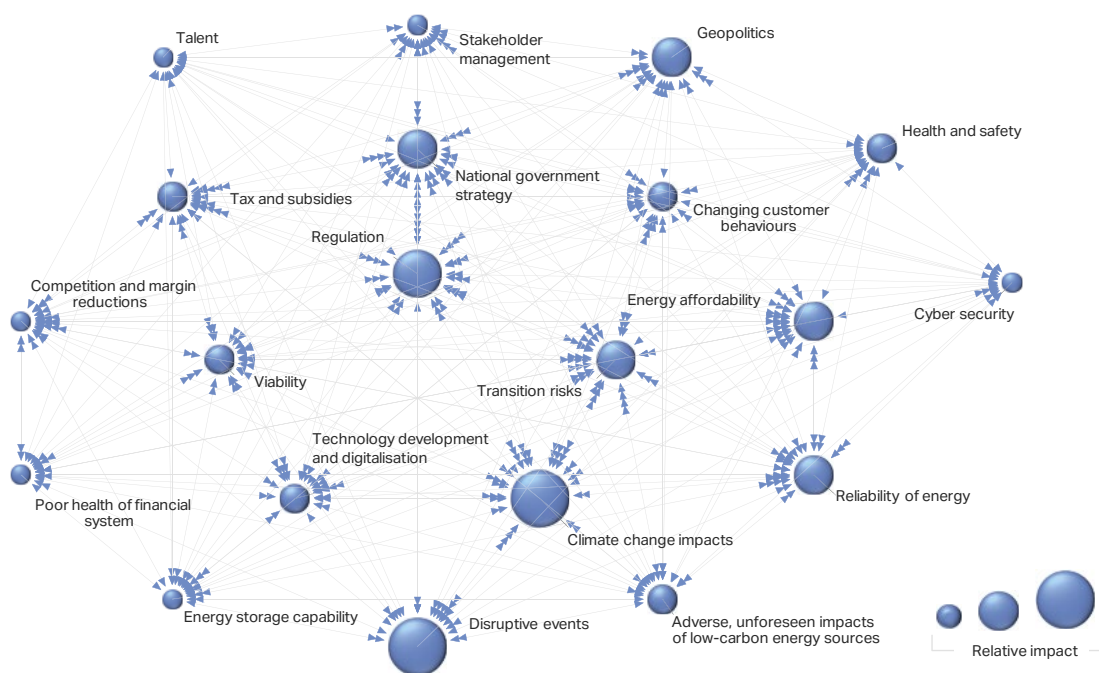 Talent
Stakeholder
management
Geopolitics
Health and safety
National government
strategy
Tax and subsidies
Changing customer
behaviours
Regulation
Competition and margin
reductions
Energy affordability
Cyber security
Viability
Transition risks
Technology development
and digitalisation
Poor health of financial
system
Reliability of energy
Climate change impacts
Energy storage capability
Disruptive events
Adverse, unforeseen impacts
of low-carbon energy sources
Relative impact